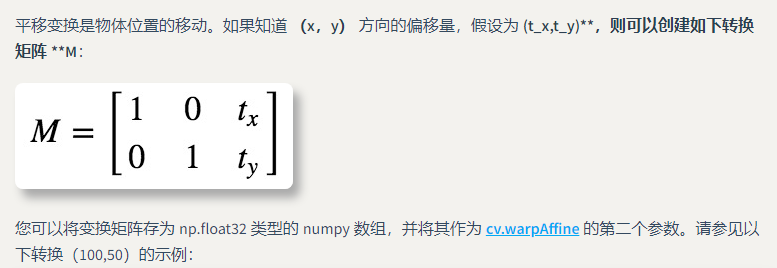 平移变换是物体位置的移动。如果知道 （x，y） 方向的偏移量，假设为 (t_x,t_y)**，则可以创建如下转换
矩阵 **M：
M = [ 1 0 t_x
0 1 t_y ]
您可以将变换矩阵存为 np.float32 类型的 numpy 数组，并将其作为 cv.warpAffine 的第二个参数。请参见以
下转换（100,50）的示例：